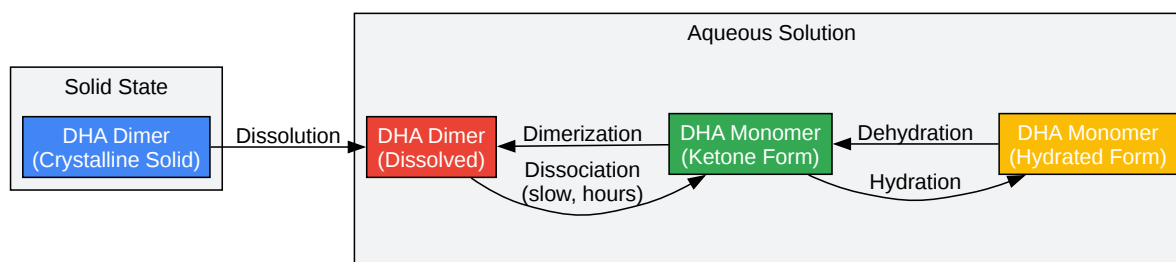 Aqueous Solution
Solid State
DHA Dimer
(Crystalline Solid)
Dissolution
DHA Dimer
(Dissolved)
Dimerization
Dissociation
(slow, hours)
DHA Monomer
(Ketone Form)
Dehydration
Hydration
DHA Monomer
(Hydrated Form)